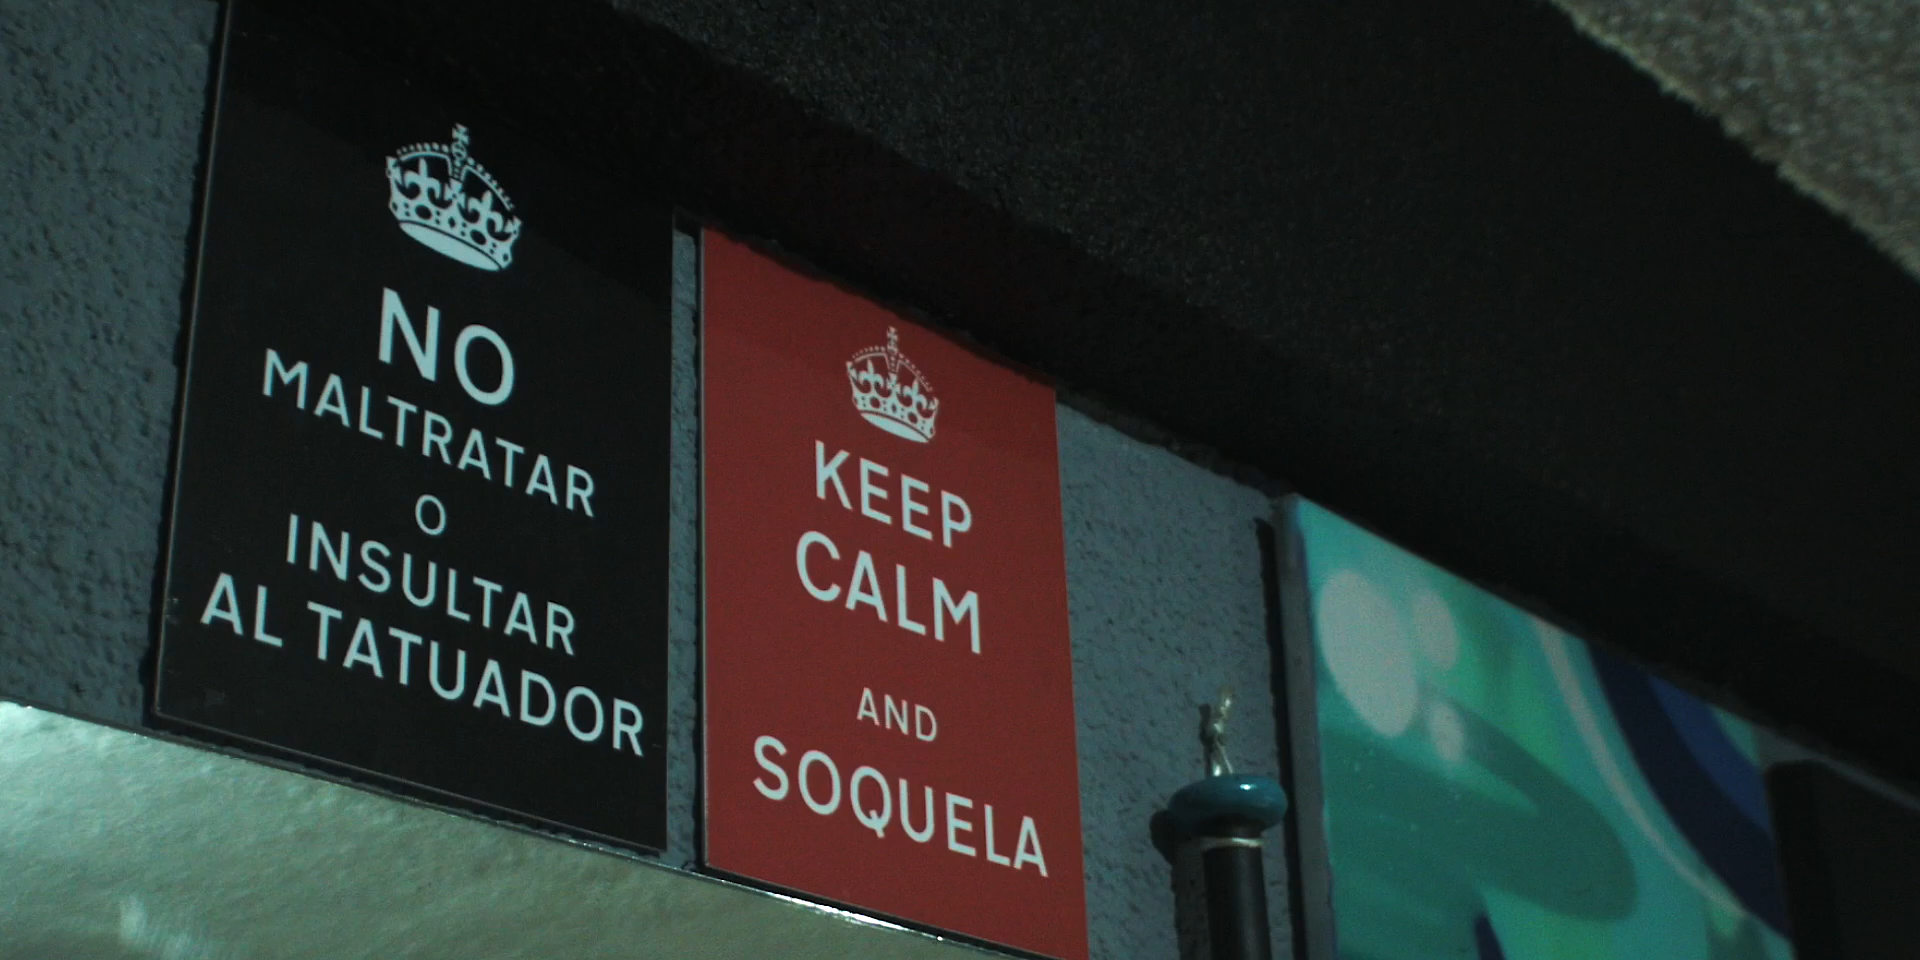 NO
MALTRATAR
O
INSULTAR
AL TATUADOR
KEEP
CALM
AND
SOQUELA